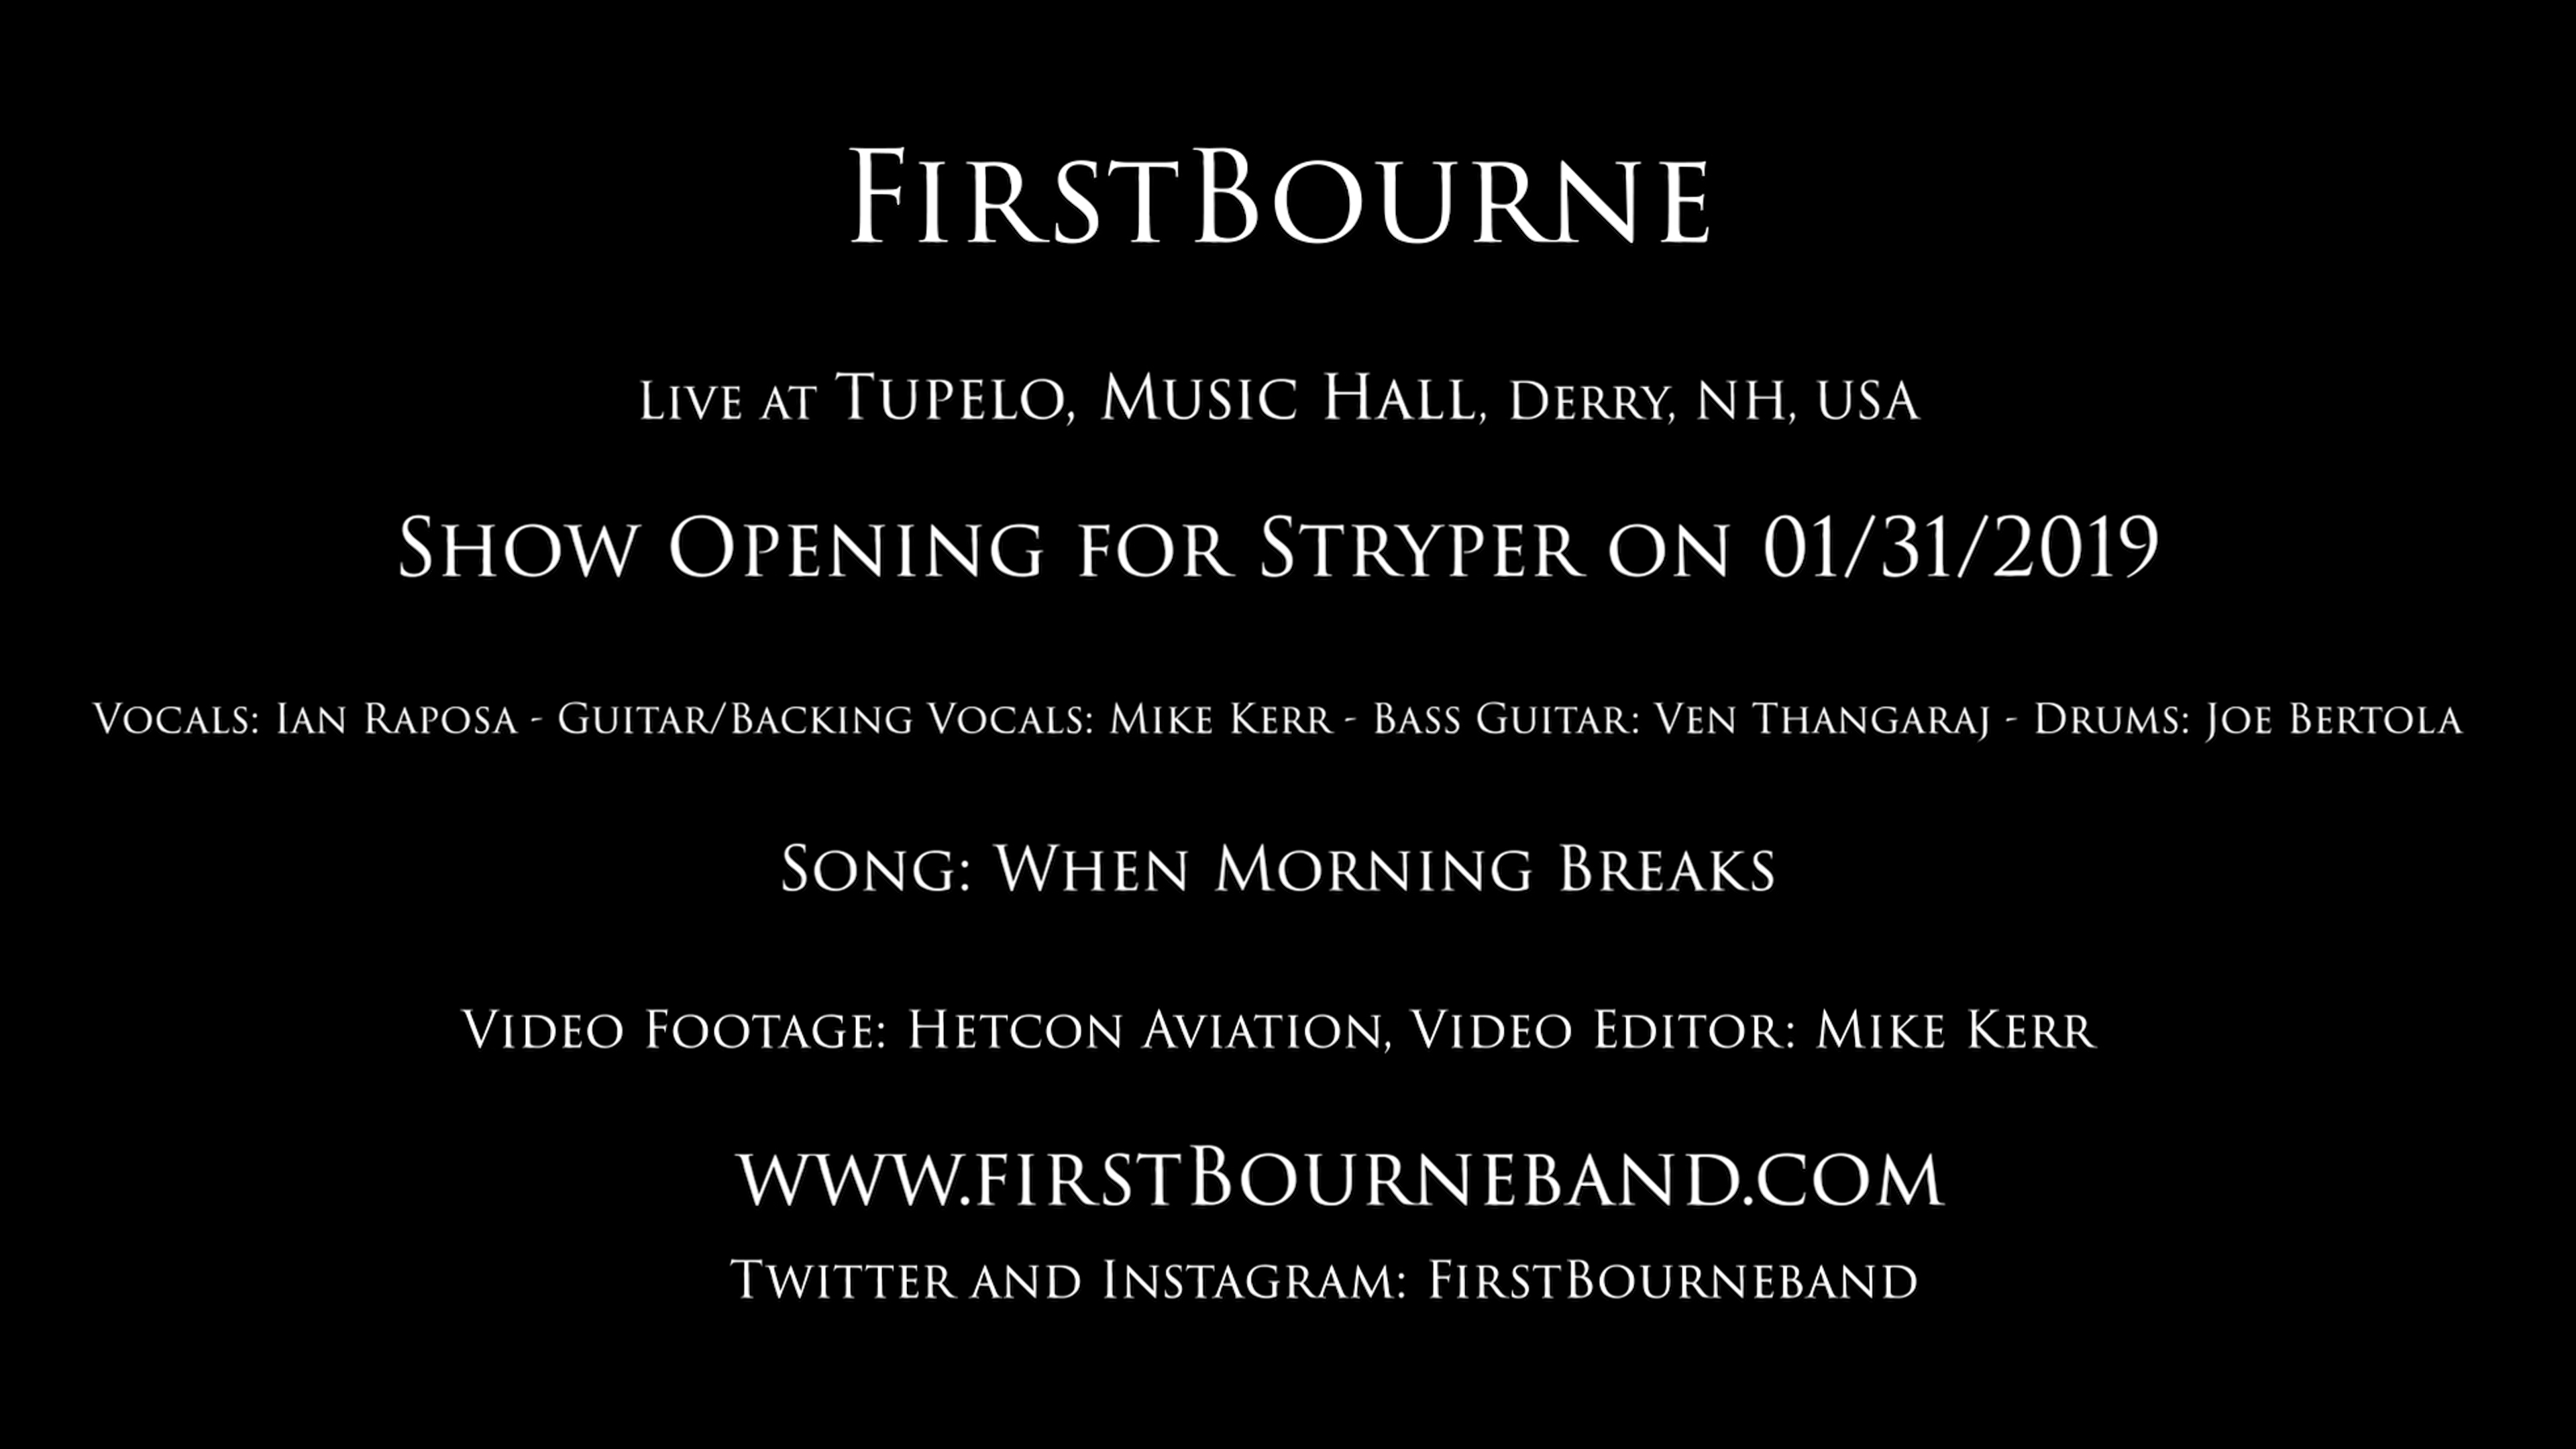 FirstBourne
Live at Tupelo, Music Hall, Derry, NH, USA
Show Opening for Stryper on 01/31/2019
Vocals: Ian Raposa - Guitar/Backing Vocals: Mike Kerr - Bass Guitar: Ven Thangaraj - Drums: Joe Bertola
Song: When Morning Breaks
Video Footage: Hetcon Aviation, Video Editor: Mike Kerr
www.firstBourneband.com
Twitter and Instagram: FirstBourneband